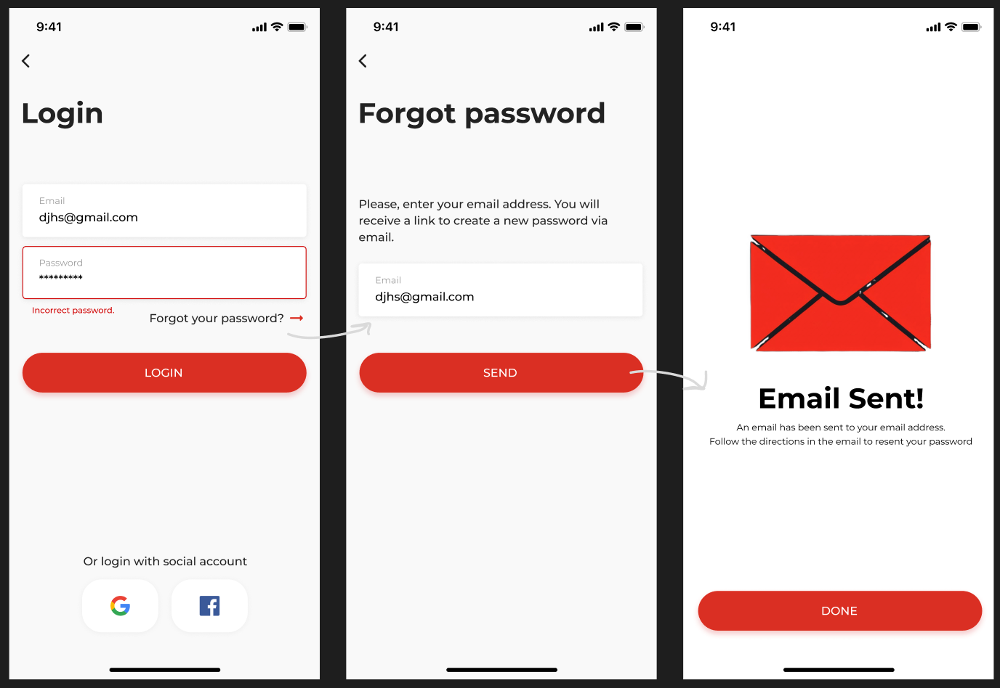 9:41
Login
Email
djhs@gmail.com
Password
*********
Incorrect password.
Forgot your password?
LOGIN
Or login with social account
G
f
9:41
Forgot password
Please, enter your email address. You will
receive a link to create a new password via
email.
Email
djhs@gmail.com
SEND
9:41
Email Sent!
An email has been sent to your email address.
Follow the directions in the email to resent your password
DONE